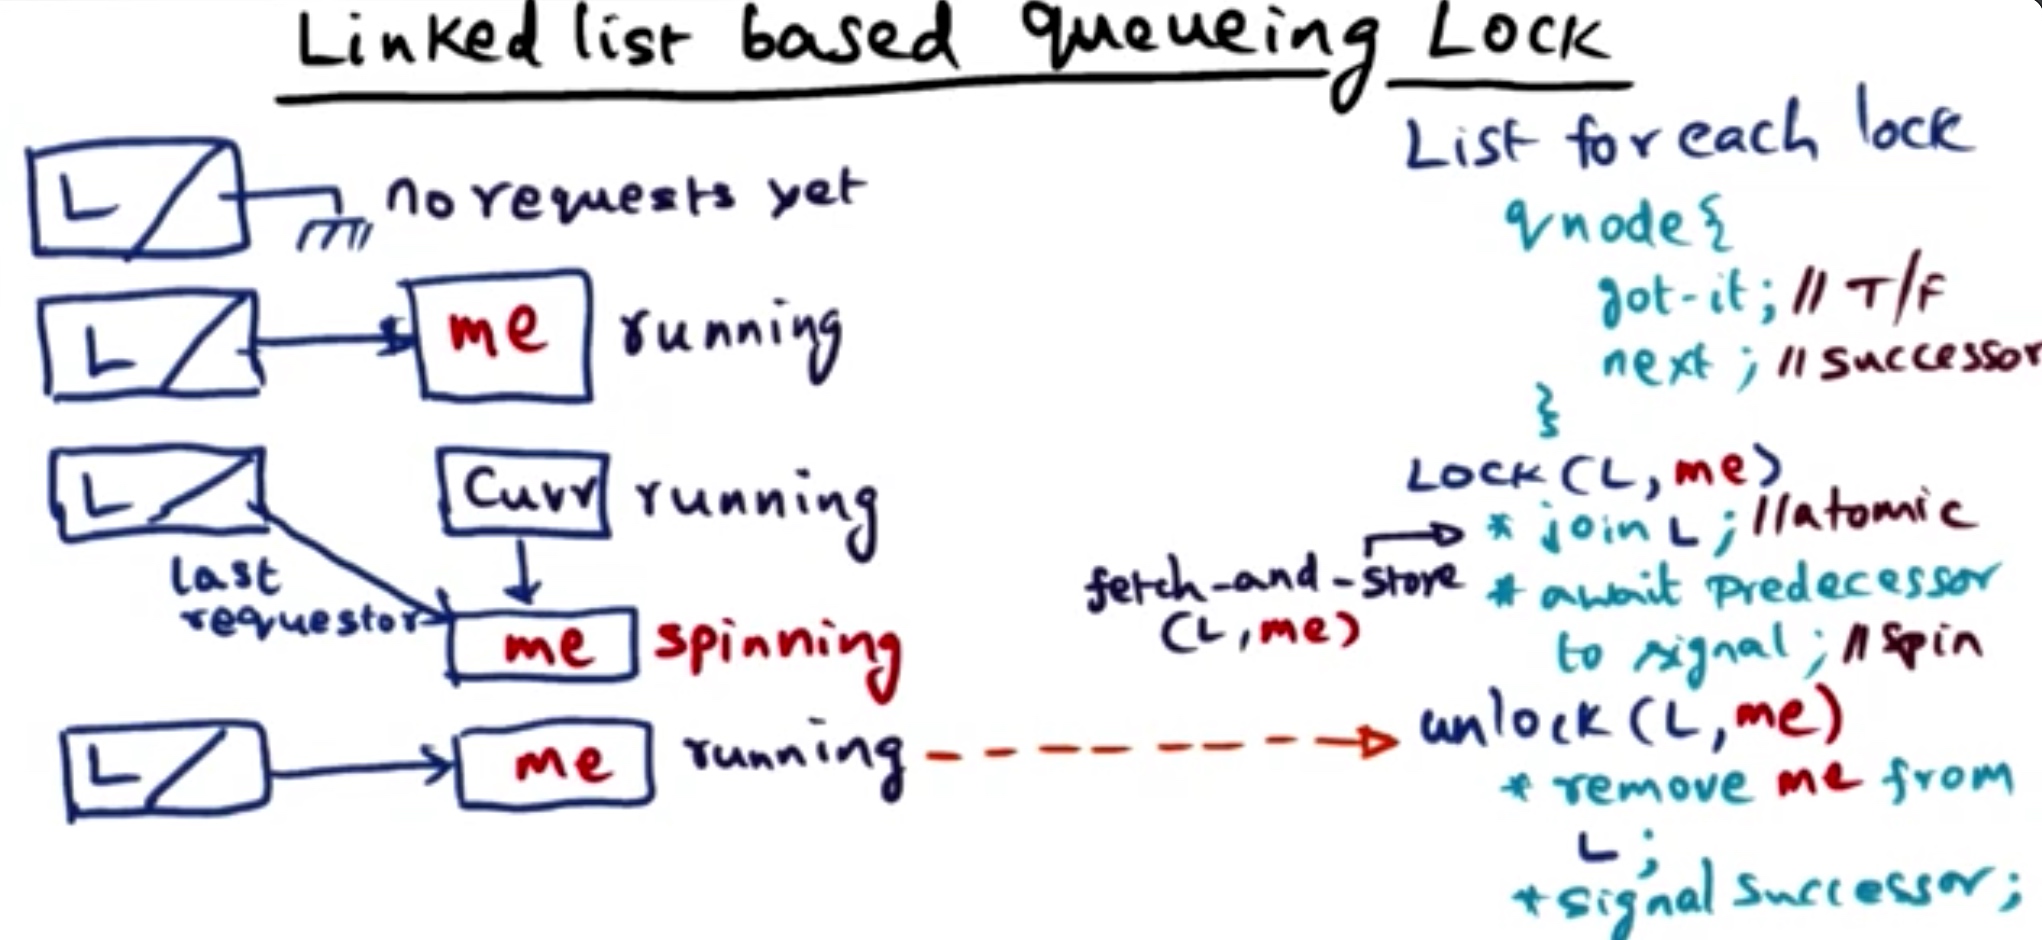 Linked list based queueing Lock
L no requests yet
L me running
L Curr running
last
requestor me spinning
L me running
List for each lock
qnode{
got-it; // T/F
next ; // successor
}
Lock (L, me)
* join L ; //atomic
fetch-and-store
(L, me)
* await predecessor
to signal ; // spin
unlock (L, me)
* remove me from
L ;
* signal successor ;